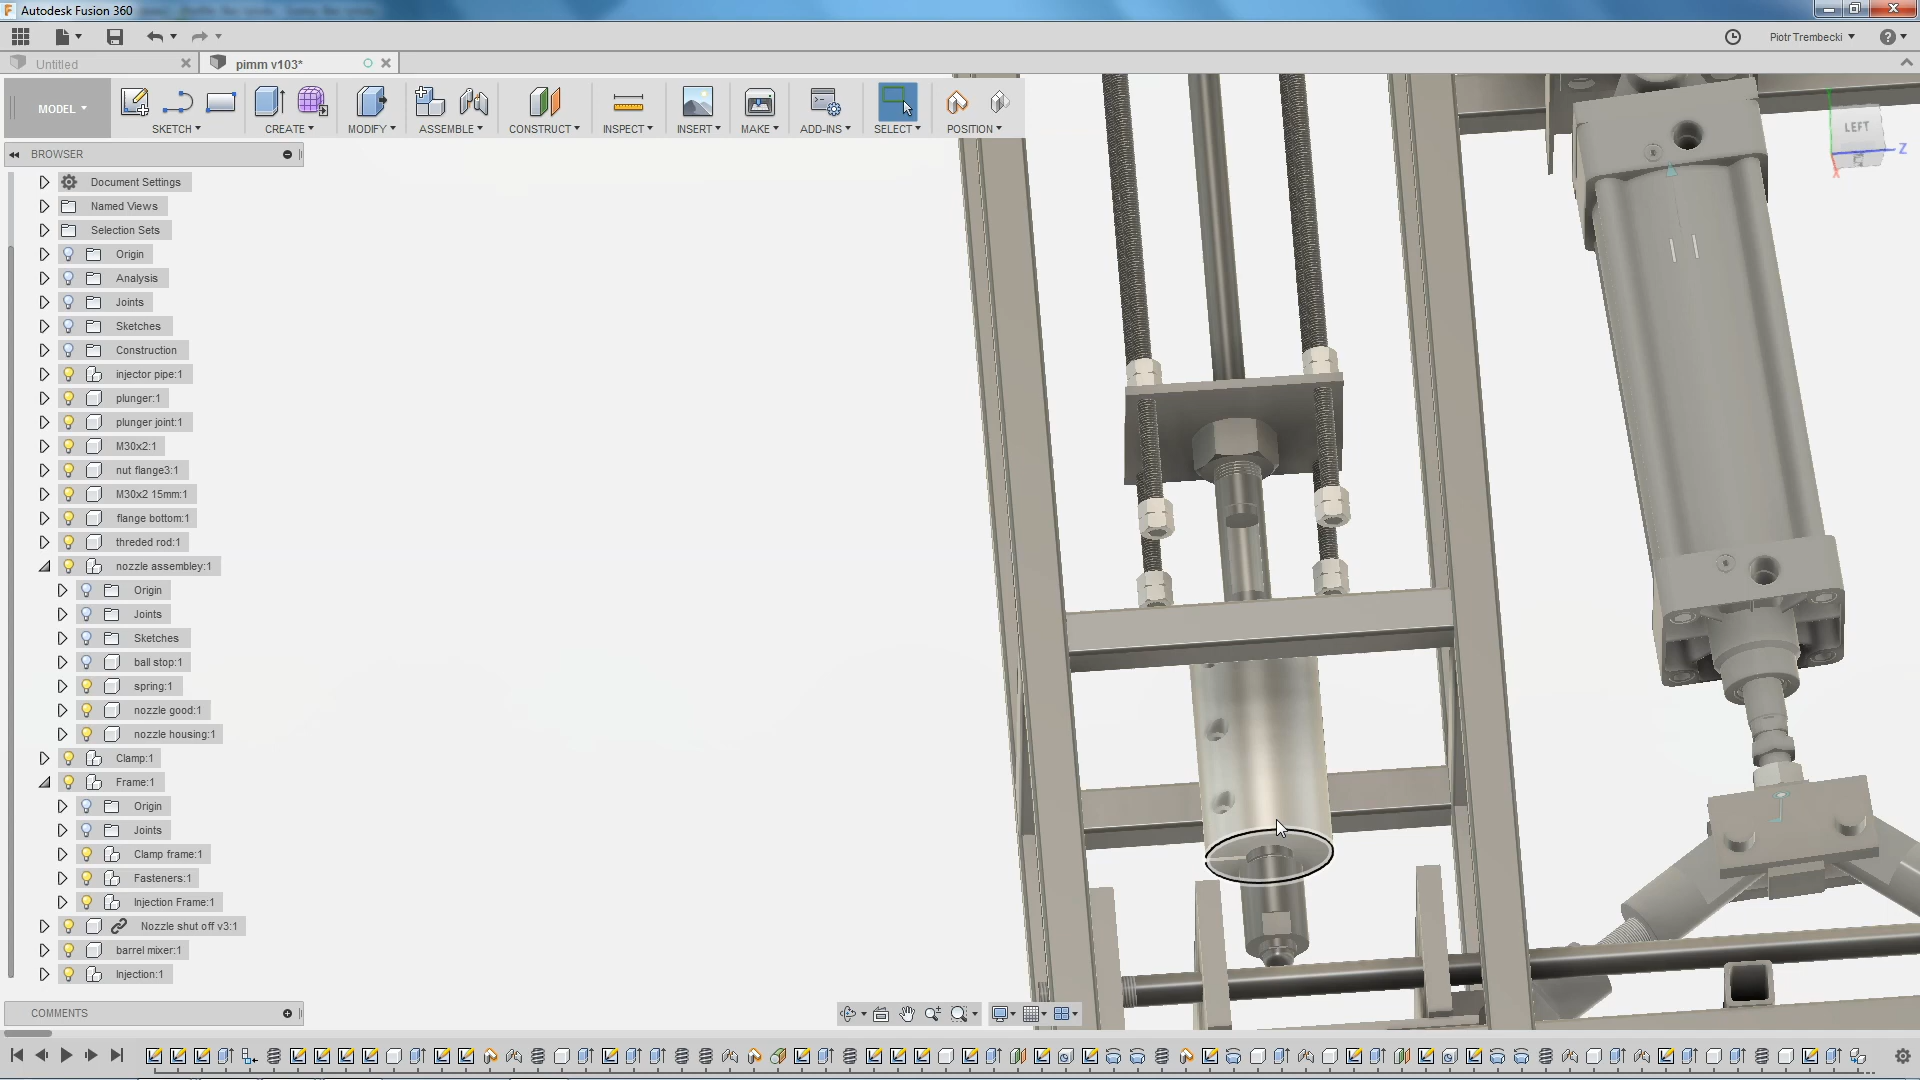 Autodesk Fusion 360
Piotr Trembecki
Untitled
pimm v103*
MODEL
SKETCH
CREATE
MODIFY
ASSEMBLE
CONSTRUCT
INSPECT
INSERT
MAKE
ADD-INS
SELECT
POSITION
LEFT
Z
X
BROWSER
Document Settings
Named Views
Selection Sets
Origin
Analysis
Joints
Sketches
Construction
injector pipe:1
plunger:1
plunger joint:1
M30x2:1
nut flange3:1
M30x2 15mm:1
flange bottom:1
threded rod:1
nozzle assembley:1
Origin
Joints
Sketches
ball stop:1
spring:1
nozzle good:1
nozzle housing:1
Clamp:1
Frame:1
Origin
Joints
Clamp frame:1
Fasteners:1
Injection Frame:1
Nozzle shut off v3:1
barrel mixer:1
Injection:1
COMMENTS